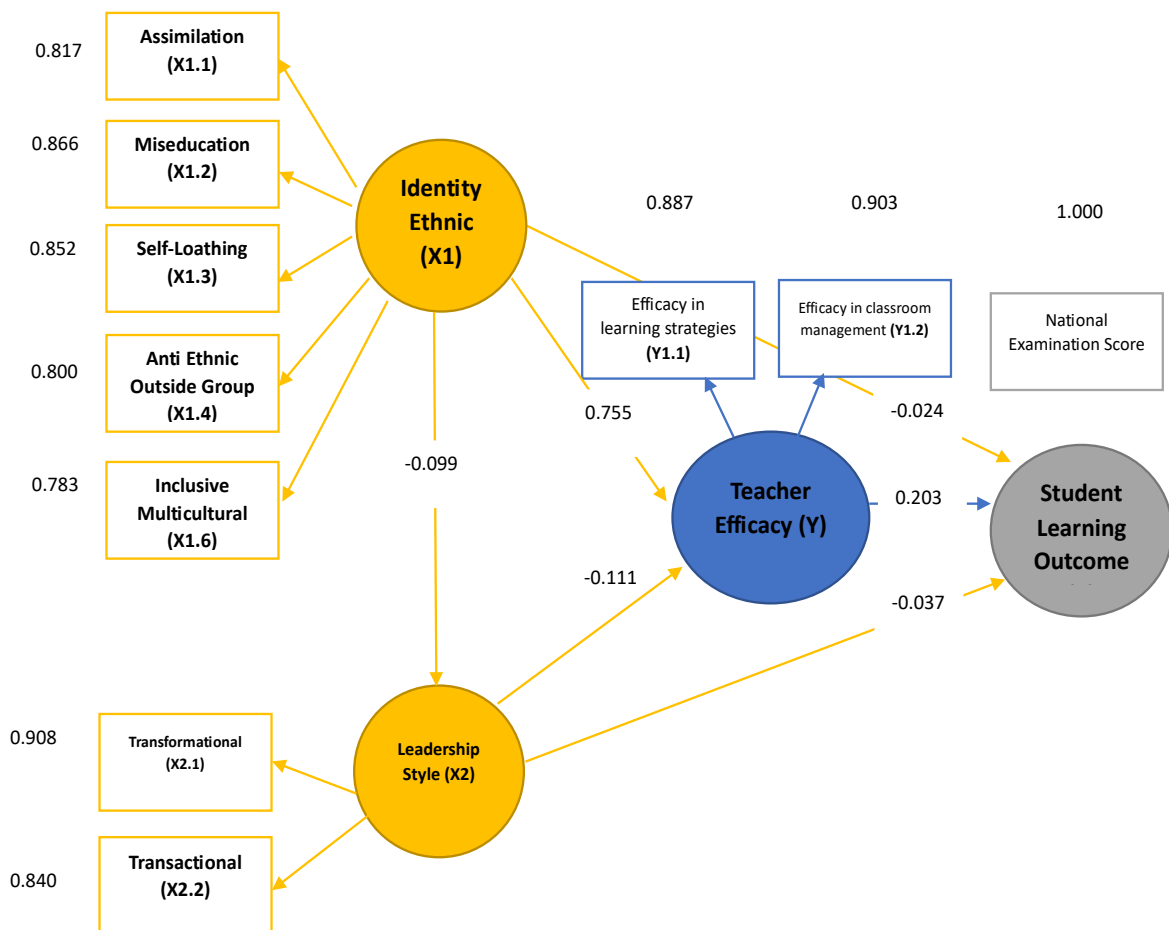 0.817
Assimilation
(X1.1)
0.866
Miseducation
(X1.2)
0.852
Self-Loathing
(X1.3)
0.800
Anti Ethnic
Outside Group
(X1.4)
0.783
Inclusive
Multicultural
(X1.6)
Identity
Ethnic
(X1)
0.887
0.903
1.000
Efficacy in
learning strategies
(Y1.1)
Efficacy in classroom
management (Y1.2)
National
Examination Score
0.755
-0.024
-0.099
Teacher
Efficacy (Y)
0.203
Student
Learning
Outcome
-0.111
-0.037
0.908
Transformational
(X2.1)
Leadership
Style (X2)
0.840
Transactional
(X2.2)